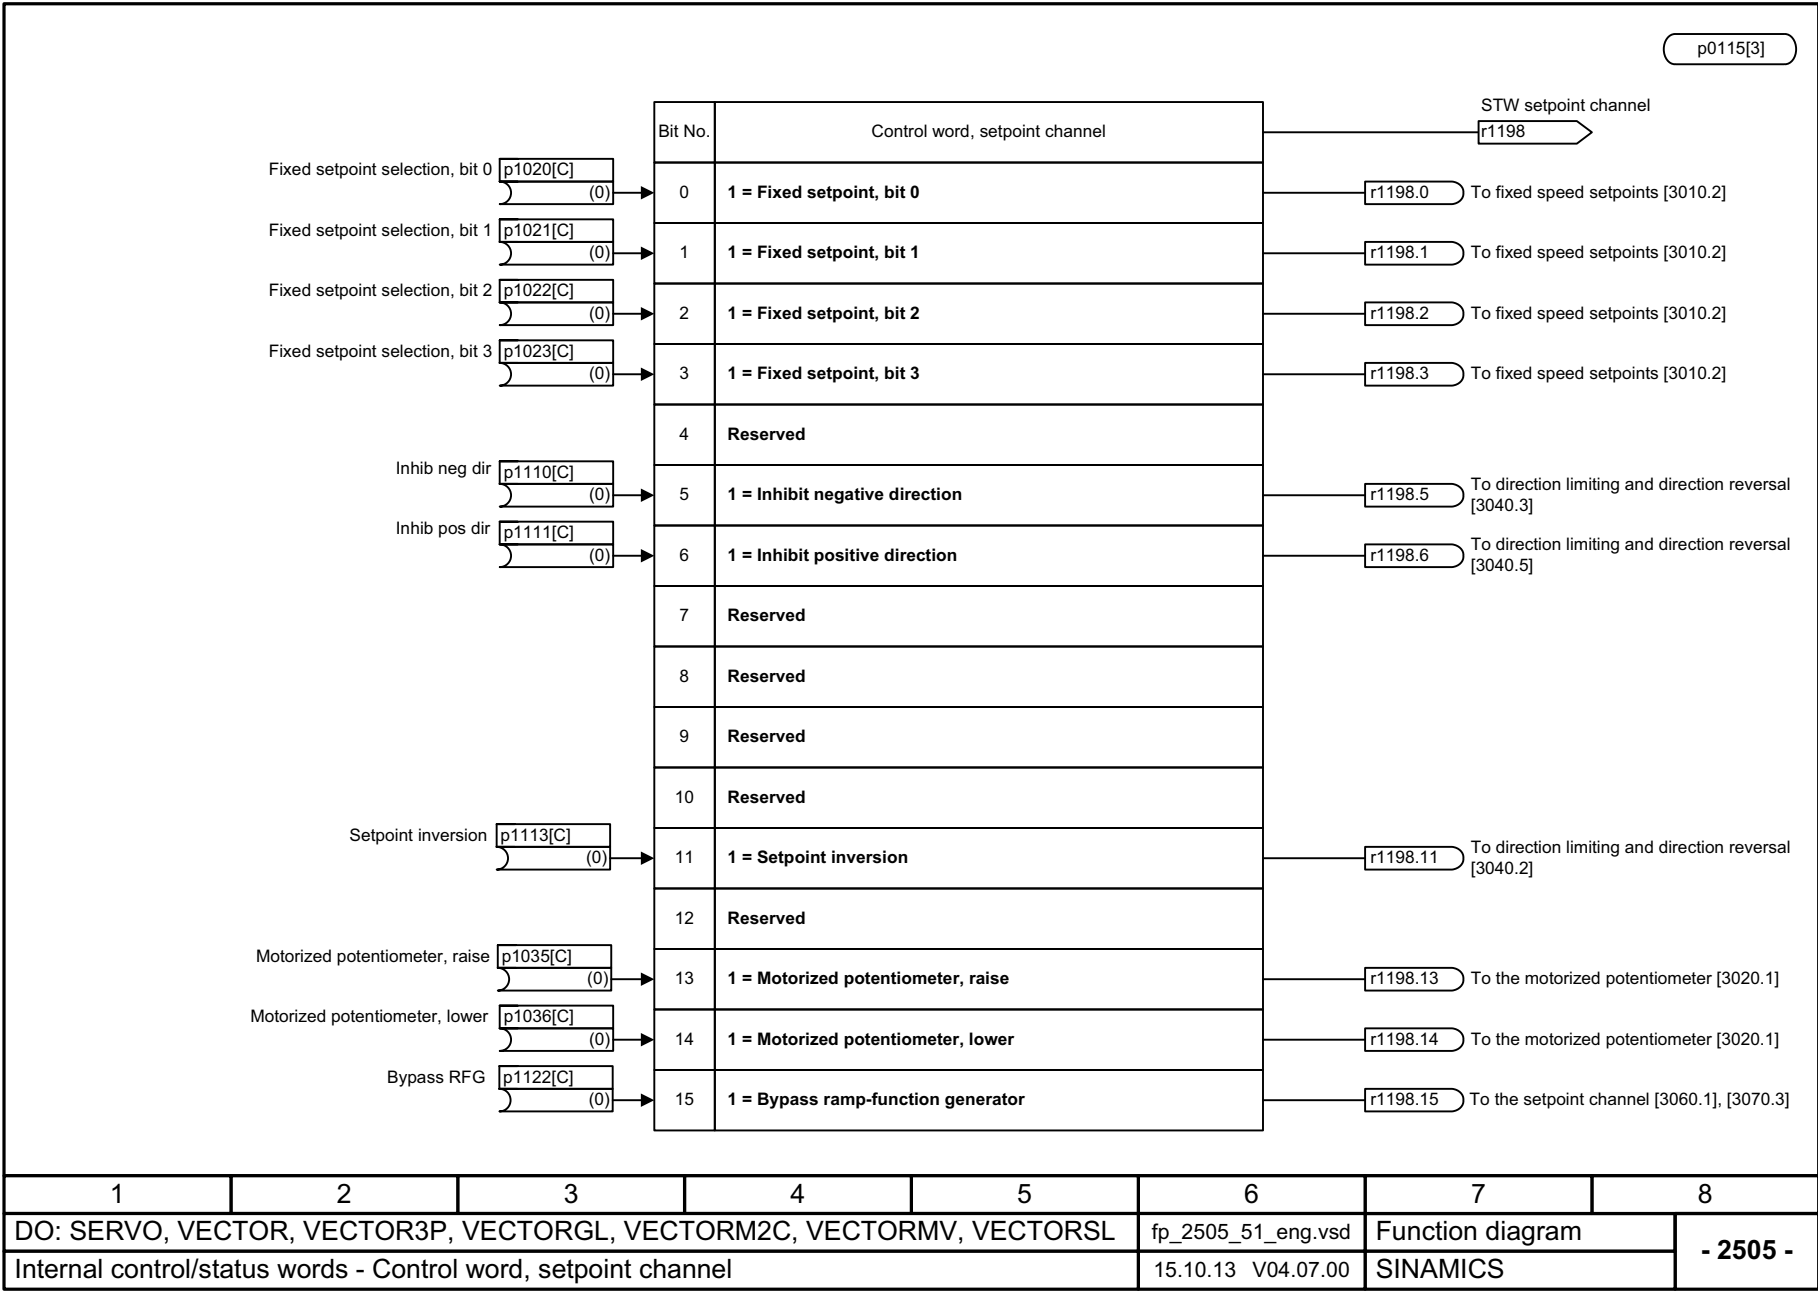 p0115[3]
STW setpoint channel
Bit No. Control word, setpoint channel r1198
Fixed setpoint selection, bit 0 p1020[C]
(0) 0 1 = Fixed setpoint, bit 0 r1198.0 To fixed speed setpoints [3010.2]
Fixed setpoint selection, bit 1 p1021[C]
(0) 1 1 = Fixed setpoint, bit 1 r1198.1 To fixed speed setpoints [3010.2]
Fixed setpoint selection, bit 2 p1022[C]
(0) 2 1 = Fixed setpoint, bit 2 r1198.2 To fixed speed setpoints [3010.2]
Fixed setpoint selection, bit 3 p1023[C]
(0) 3 1 = Fixed setpoint, bit 3 r1198.3 To fixed speed setpoints [3010.2]
4 Reserved
Inhib neg dir p1110[C]
(0) 5 1 = Inhibit negative direction r1198.5 To direction limiting and direction reversal
[3040.3]
Inhib pos dir p1111[C]
(0) 6 1 = Inhibit positive direction r1198.6 To direction limiting and direction reversal
[3040.5]
7 Reserved
8 Reserved
9 Reserved
10 Reserved
Setpoint inversion p1113[C]
(0) 11 1 = Setpoint inversion r1198.11 To direction limiting and direction reversal
[3040.2]
12 Reserved
Motorized potentiometer, raise p1035[C]
(0) 13 1 = Motorized potentiometer, raise r1198.13 To the motorized potentiometer [3020.1]
Motorized potentiometer, lower p1036[C]
(0) 14 1 = Motorized potentiometer, lower r1198.14 To the motorized potentiometer [3020.1]
Bypass RFG p1122[C]
(0) 15 1 = Bypass ramp-function generator r1198.15 To the setpoint channel [3060.1], [3070.3]
1 2 3 4 5 6 7 8
DO: SERVO, VECTOR, VECTOR3P, VECTORGL, VECTORM2C, VECTORMV, VECTORSL fp_2505_51_eng.vsd Function diagram - 2505 -
Internal control/status words - Control word, setpoint channel 15.10.13 V04.07.00 SINAMICS